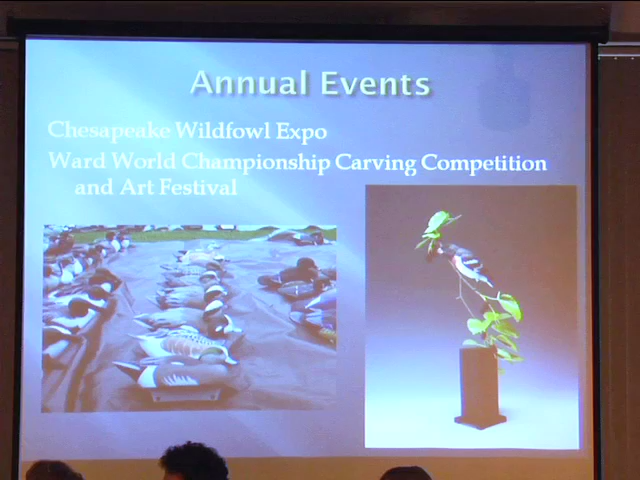 Annual Events
Chesapeake Wildfowl Expo
Ward World Championship Carving Competition
and Art Festival